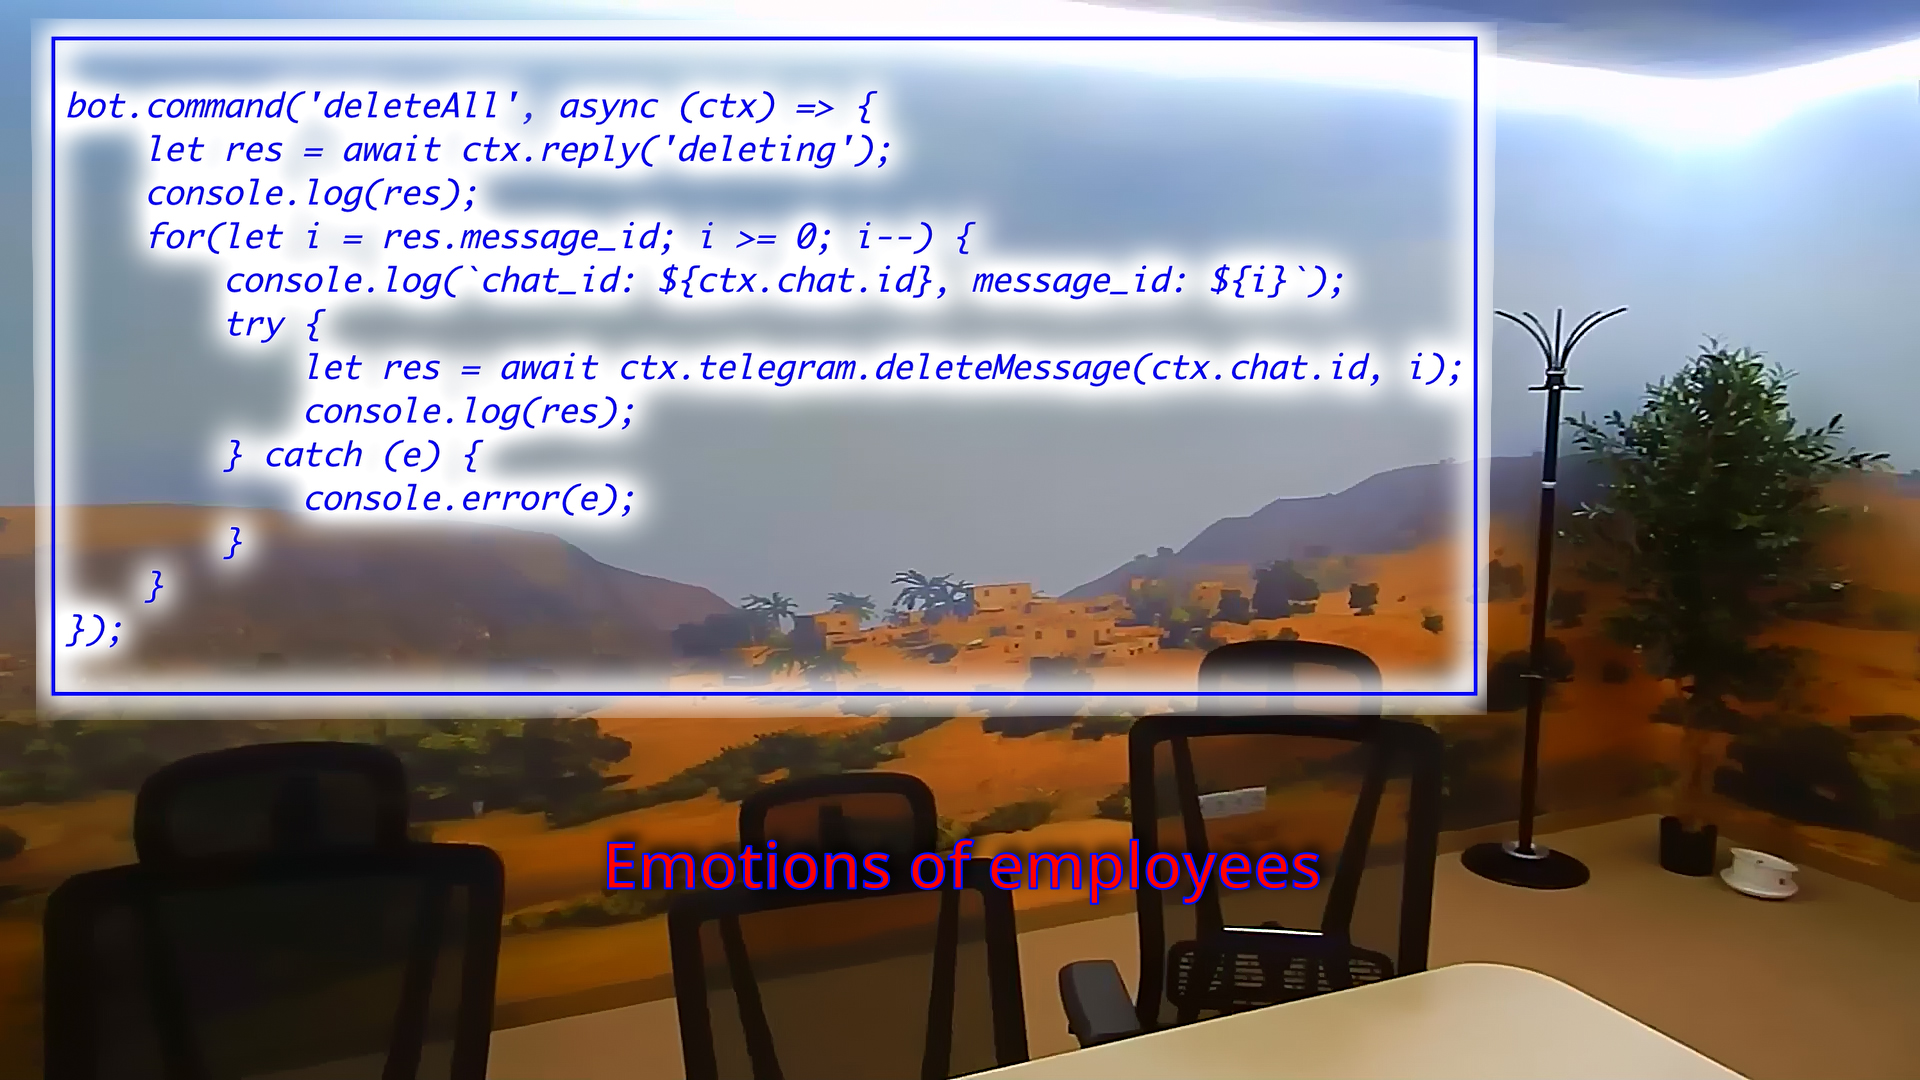 bot.command('deleteAll', async (ctx) => {
    let res = await ctx.reply('deleting');
    console.log(res);
    for(let i = res.message_id; i >= 0; i--) {
        console.log(`chat_id: ${ctx.chat.id}, message_id: ${i}`);
        try {
            let res = await ctx.telegram.deleteMessage(ctx.chat.id, i);
            console.log(res);
        } catch (e) {
            console.error(e);
        }
    }
});
Emotions of employees